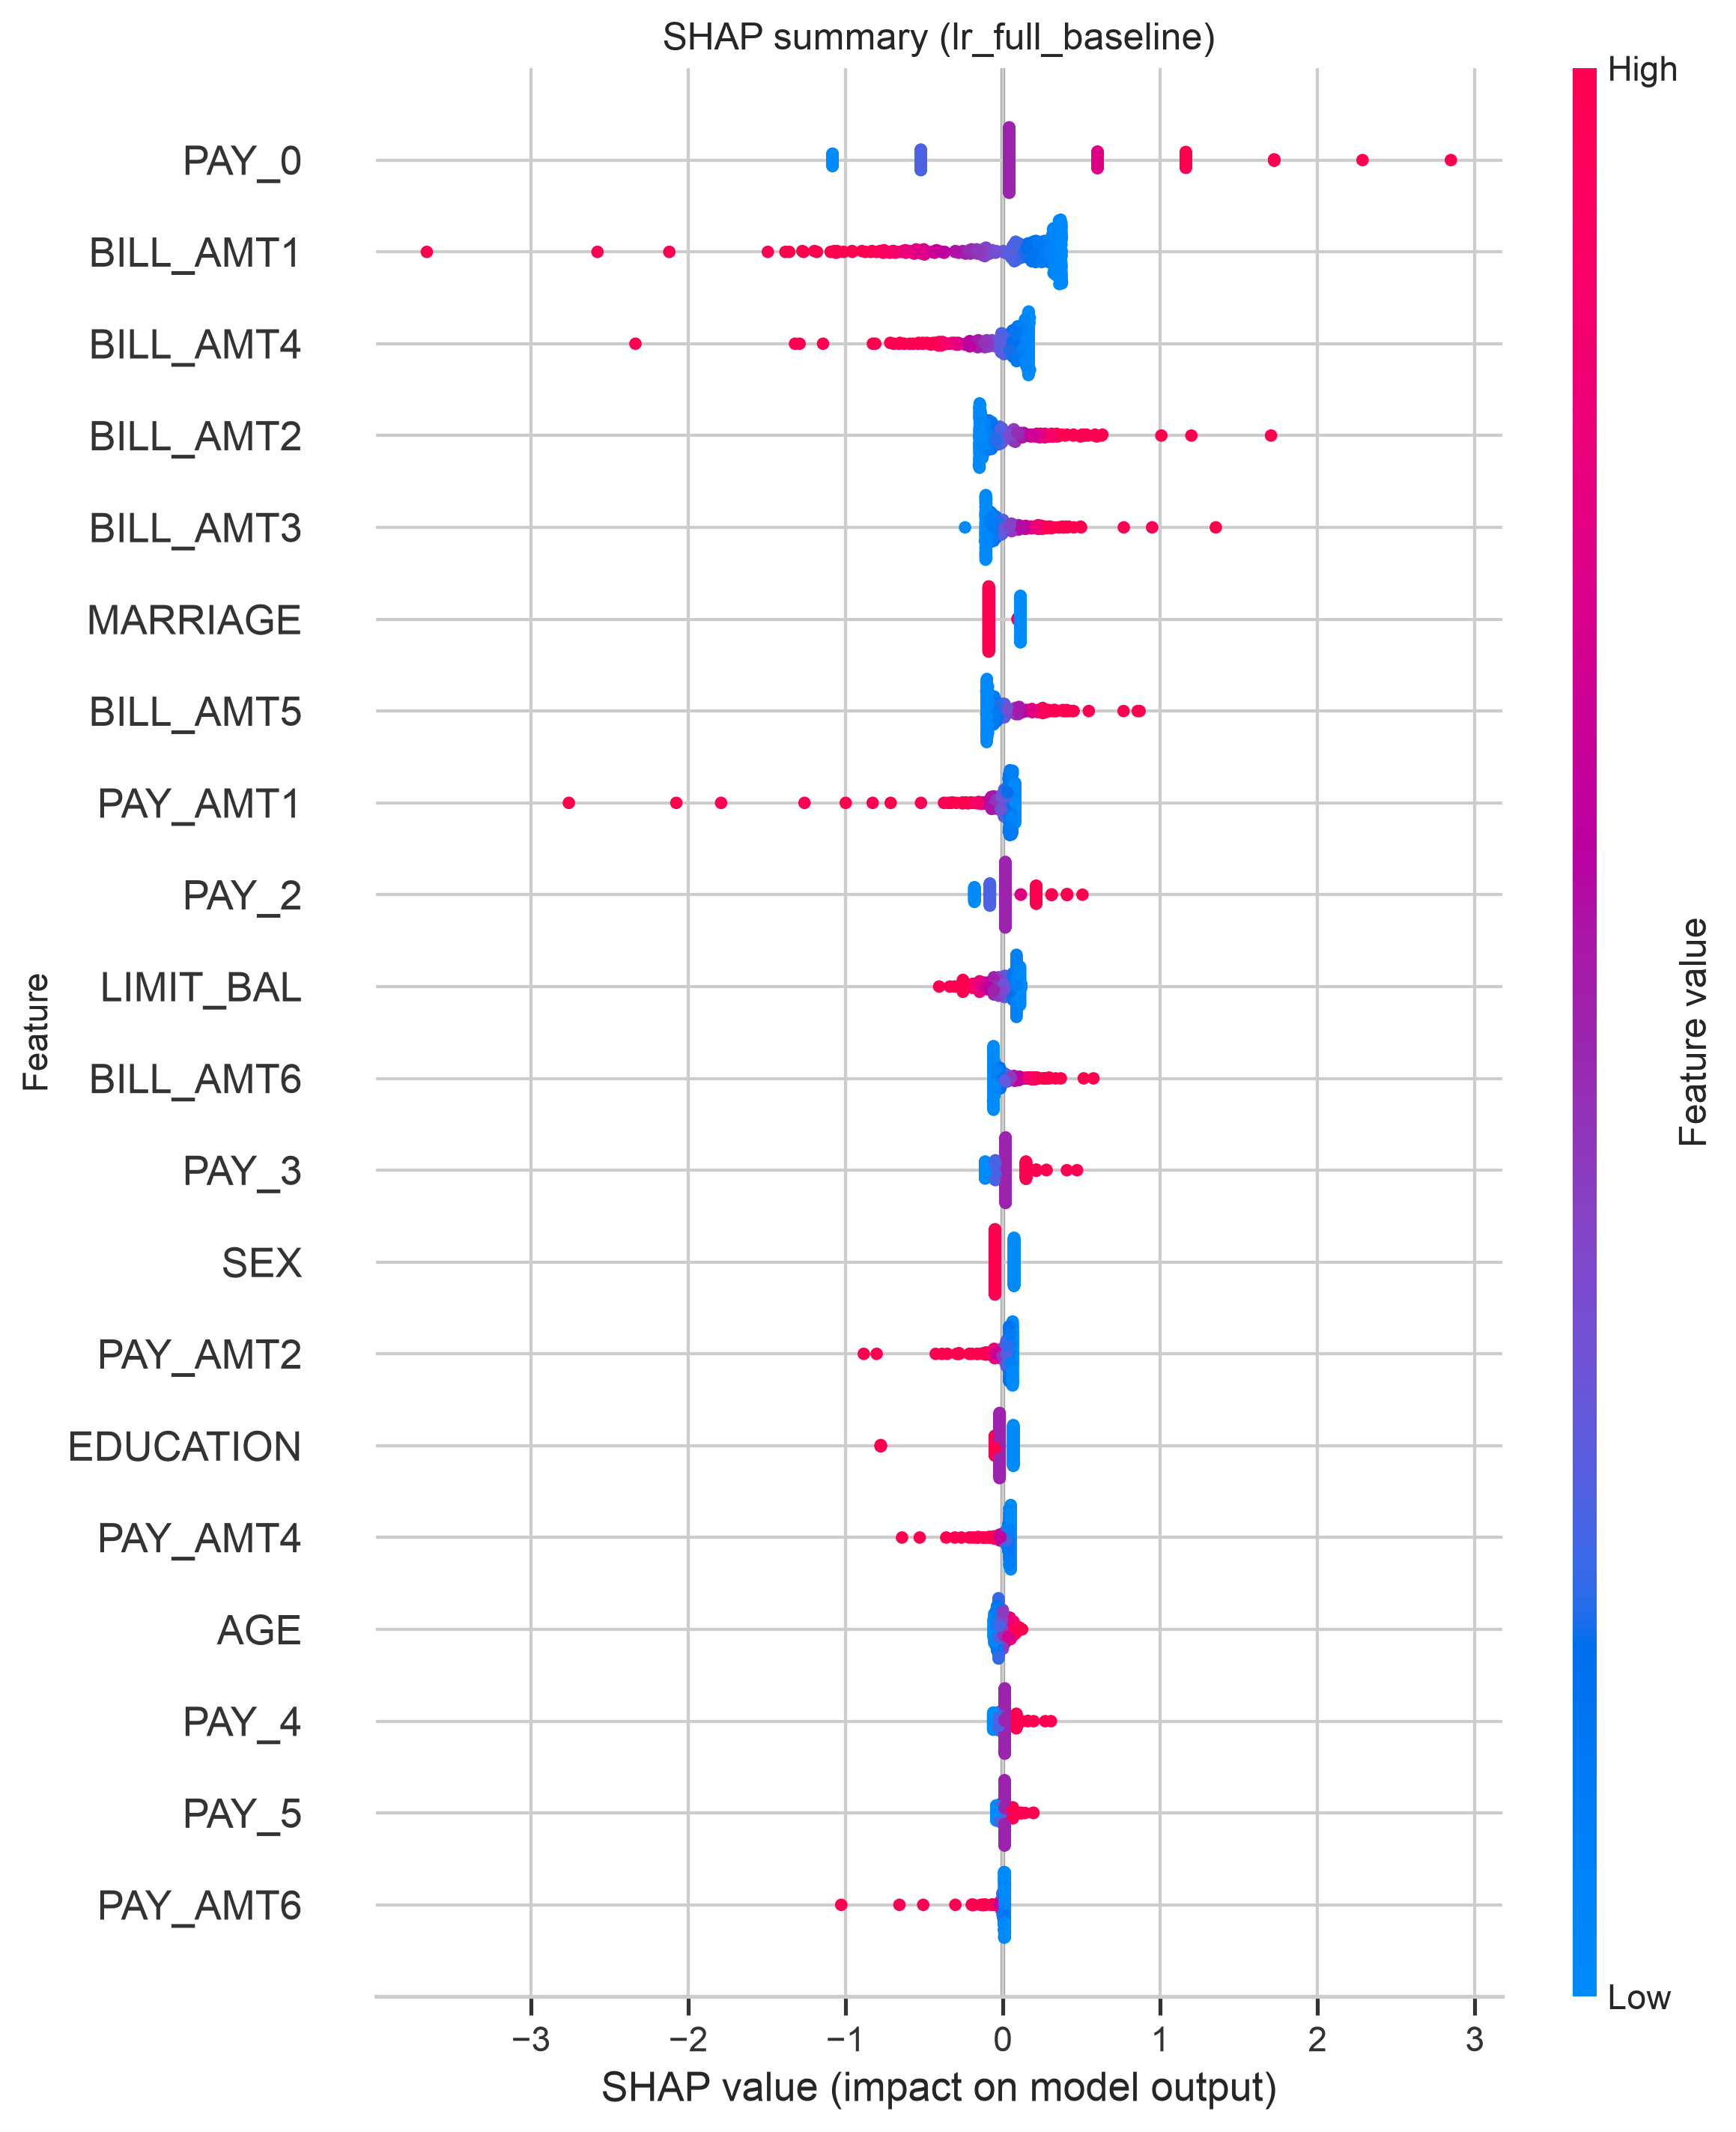 SHAP summary (lr_full_baseline)
High
PAY_0
BILL_AMT1
BILL_AMT4
BILL_AMT2
BILL_AMT3
MARRIAGE
BILL_AMT5
PAY_AMT1
PAY_2
LIMIT_BAL
BILL_AMT6
PAY_3
SEX
PAY_AMT2
EDUCATION
PAY_AMT4
AGE
PAY_4
PAY_5
PAY_AMT6
Feature
Feature value
Low
−3 −2 −1 0 1 2 3
SHAP value (impact on model output)